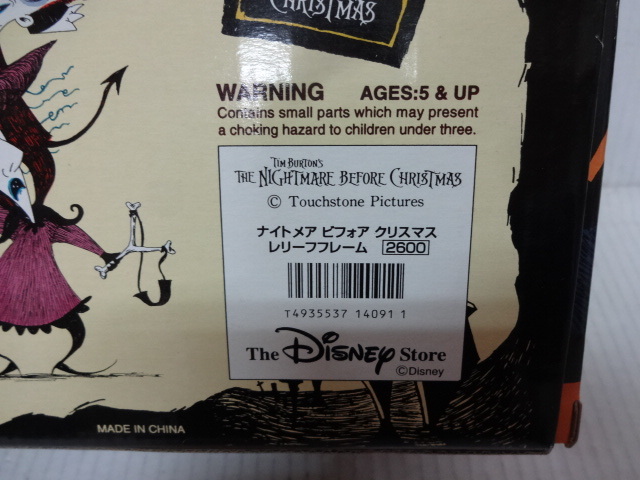 CHRISTMAS
WARNING AGES:5 & UP
Contains small parts which may present
a choking hazard to children under three.
TIM BURTON'S
THE NIGHTMARE BEFORE CHRISTMAS
© Touchstone Pictures
ナイトメア ビフォア クリスマス
レリーフフレーム 2600
T4935537 14091 1
The Disney Store
©Disney
MADE IN CHINA